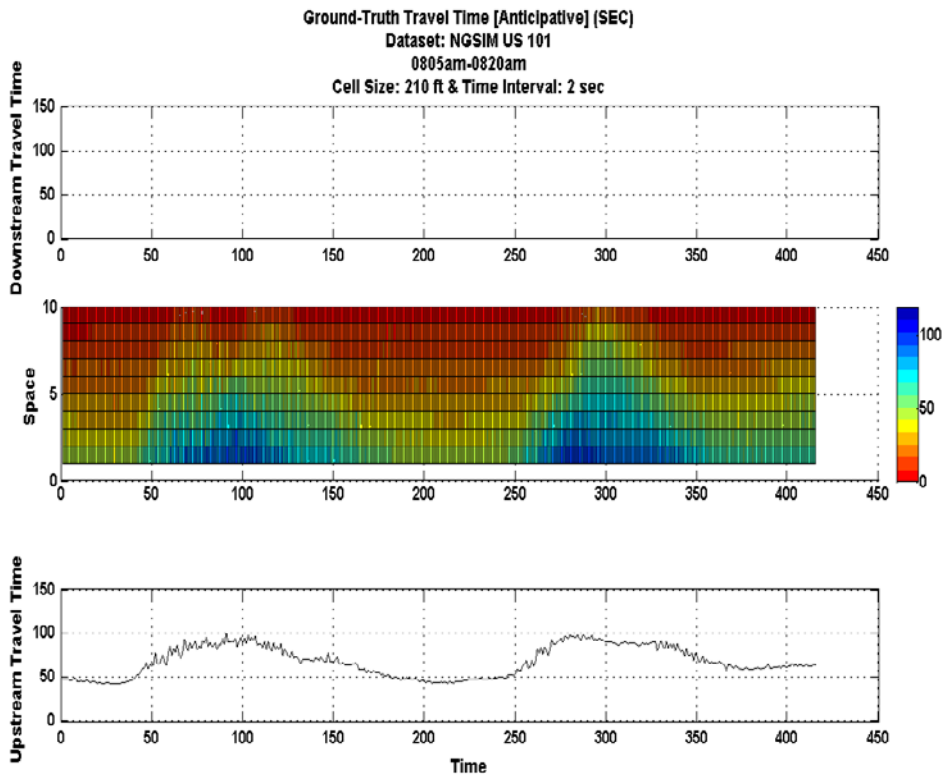 Ground-Truth Travel Time [Anticipative] (SEC)
Dataset: NGSIM US 101
0805am-0820am
Cell Size: 210 ft & Time Interval: 2 sec
Downstream Travel Time
150
100
50
0
0 50 100 150 200 250 300 350 400 450
Space
10
5
0
0 50 100 150 200 250 300 350 400 450
100
50
0
Upstream Travel Time
150
100
50
0
0 50 100 150 200 250 300 350 400 450
Time